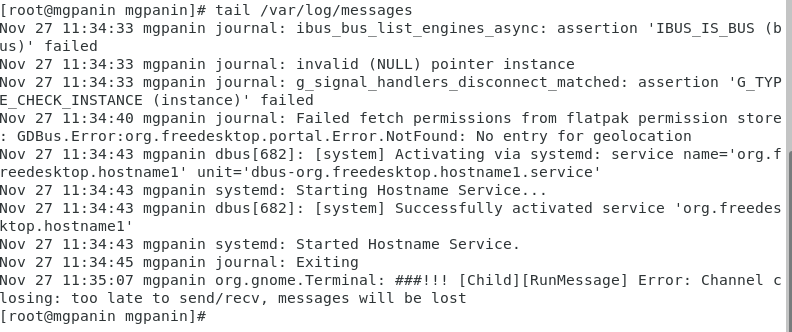 [root@mgpanin mgpanin]# tail /var/log/messages
Nov 27 11:34:33 mgpanin journal: ibus_bus_list_engines_async: assertion 'IBUS_IS_BUS (b
us)' failed
Nov 27 11:34:33 mgpanin journal: invalid (NULL) pointer instance
Nov 27 11:34:33 mgpanin journal: g_signal_handlers_disconnect_matched: assertion 'G_TYP
E_CHECK_INSTANCE (instance)' failed
Nov 27 11:34:40 mgpanin journal: Failed fetch permissions from flatpak permission store
: GDBus.Error:org.freedesktop.portal.Error.NotFound: No entry for geolocation
Nov 27 11:34:43 mgpanin dbus[682]: [system] Activating via systemd: service name='org.f
reedesktop.hostname1' unit='dbus-org.freedesktop.hostname1.service'
Nov 27 11:34:43 mgpanin systemd: Starting Hostname Service...
Nov 27 11:34:43 mgpanin dbus[682]: [system] Successfully activated service 'org.freedes
ktop.hostname1'
Nov 27 11:34:43 mgpanin systemd: Started Hostname Service.
Nov 27 11:34:45 mgpanin journal: Exiting
Nov 27 11:35:07 mgpanin org.gnome.Terminal: ###!!! [Child][RunMessage] Error: Channel c
losing: too late to send/recv, messages will be lost
[root@mgpanin mgpanin]#